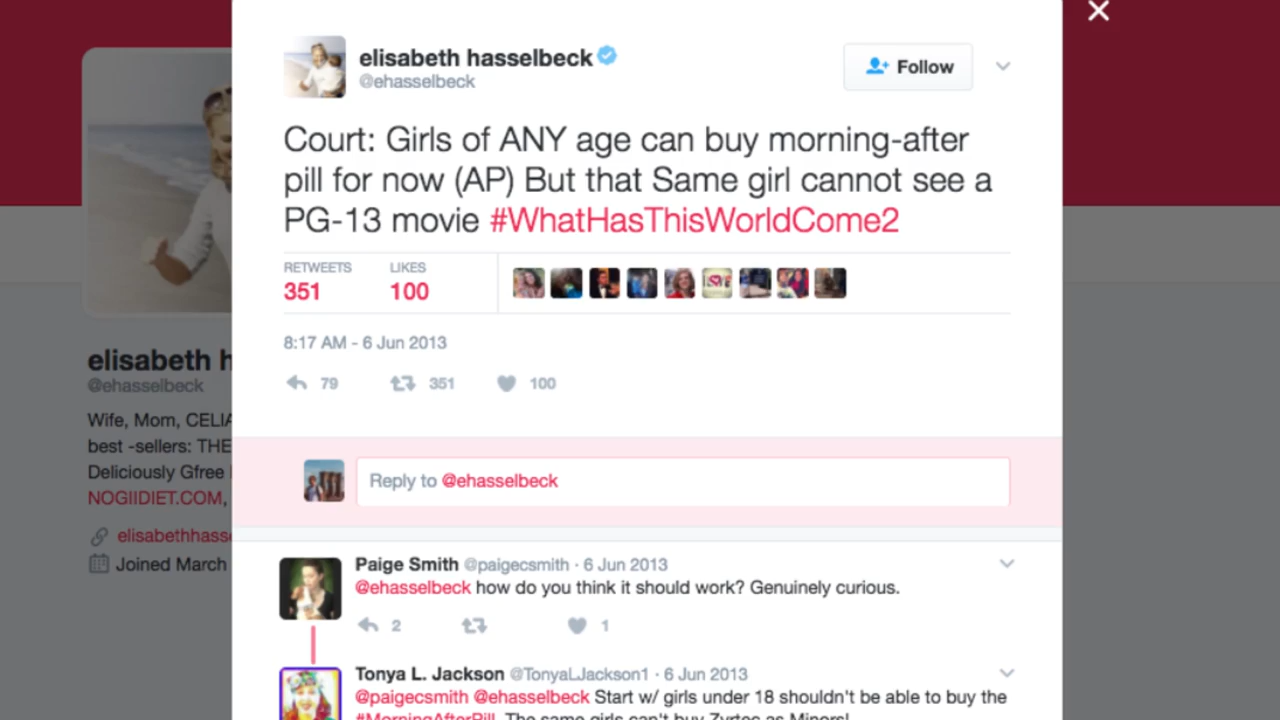 elisabeth hasselbeck
@ehasselbeck
Follow
Court: Girls of ANY age can buy morning-after
pill for now (AP) But that Same girl cannot see a
PG-13 movie #WhatHasThisWorldCome2
RETWEETS LIKES
351 100
8:17 AM - 6 Jun 2013
79 351 100
elisabeth h
@ehasselbeck
Wife, Mom, CELIA
best -sellers: THE
Deliciously Gfree
NOGIIDIET.COM,
elisabethhasse
Joined March
Reply to @ehasselbeck
Paige Smith @paigecsmith · 6 Jun 2013
@ehasselbeck how do you think it should work? Genuinely curious.
2 1
Tonya L. Jackson @TonyaLJackson1 · 6 Jun 2013
@paigecsmith @ehasselbeck Start w/ girls under 18 shouldn't be able to buy the
#MorningAfterPill. The same girls can't buy Zyrtec as Minors!